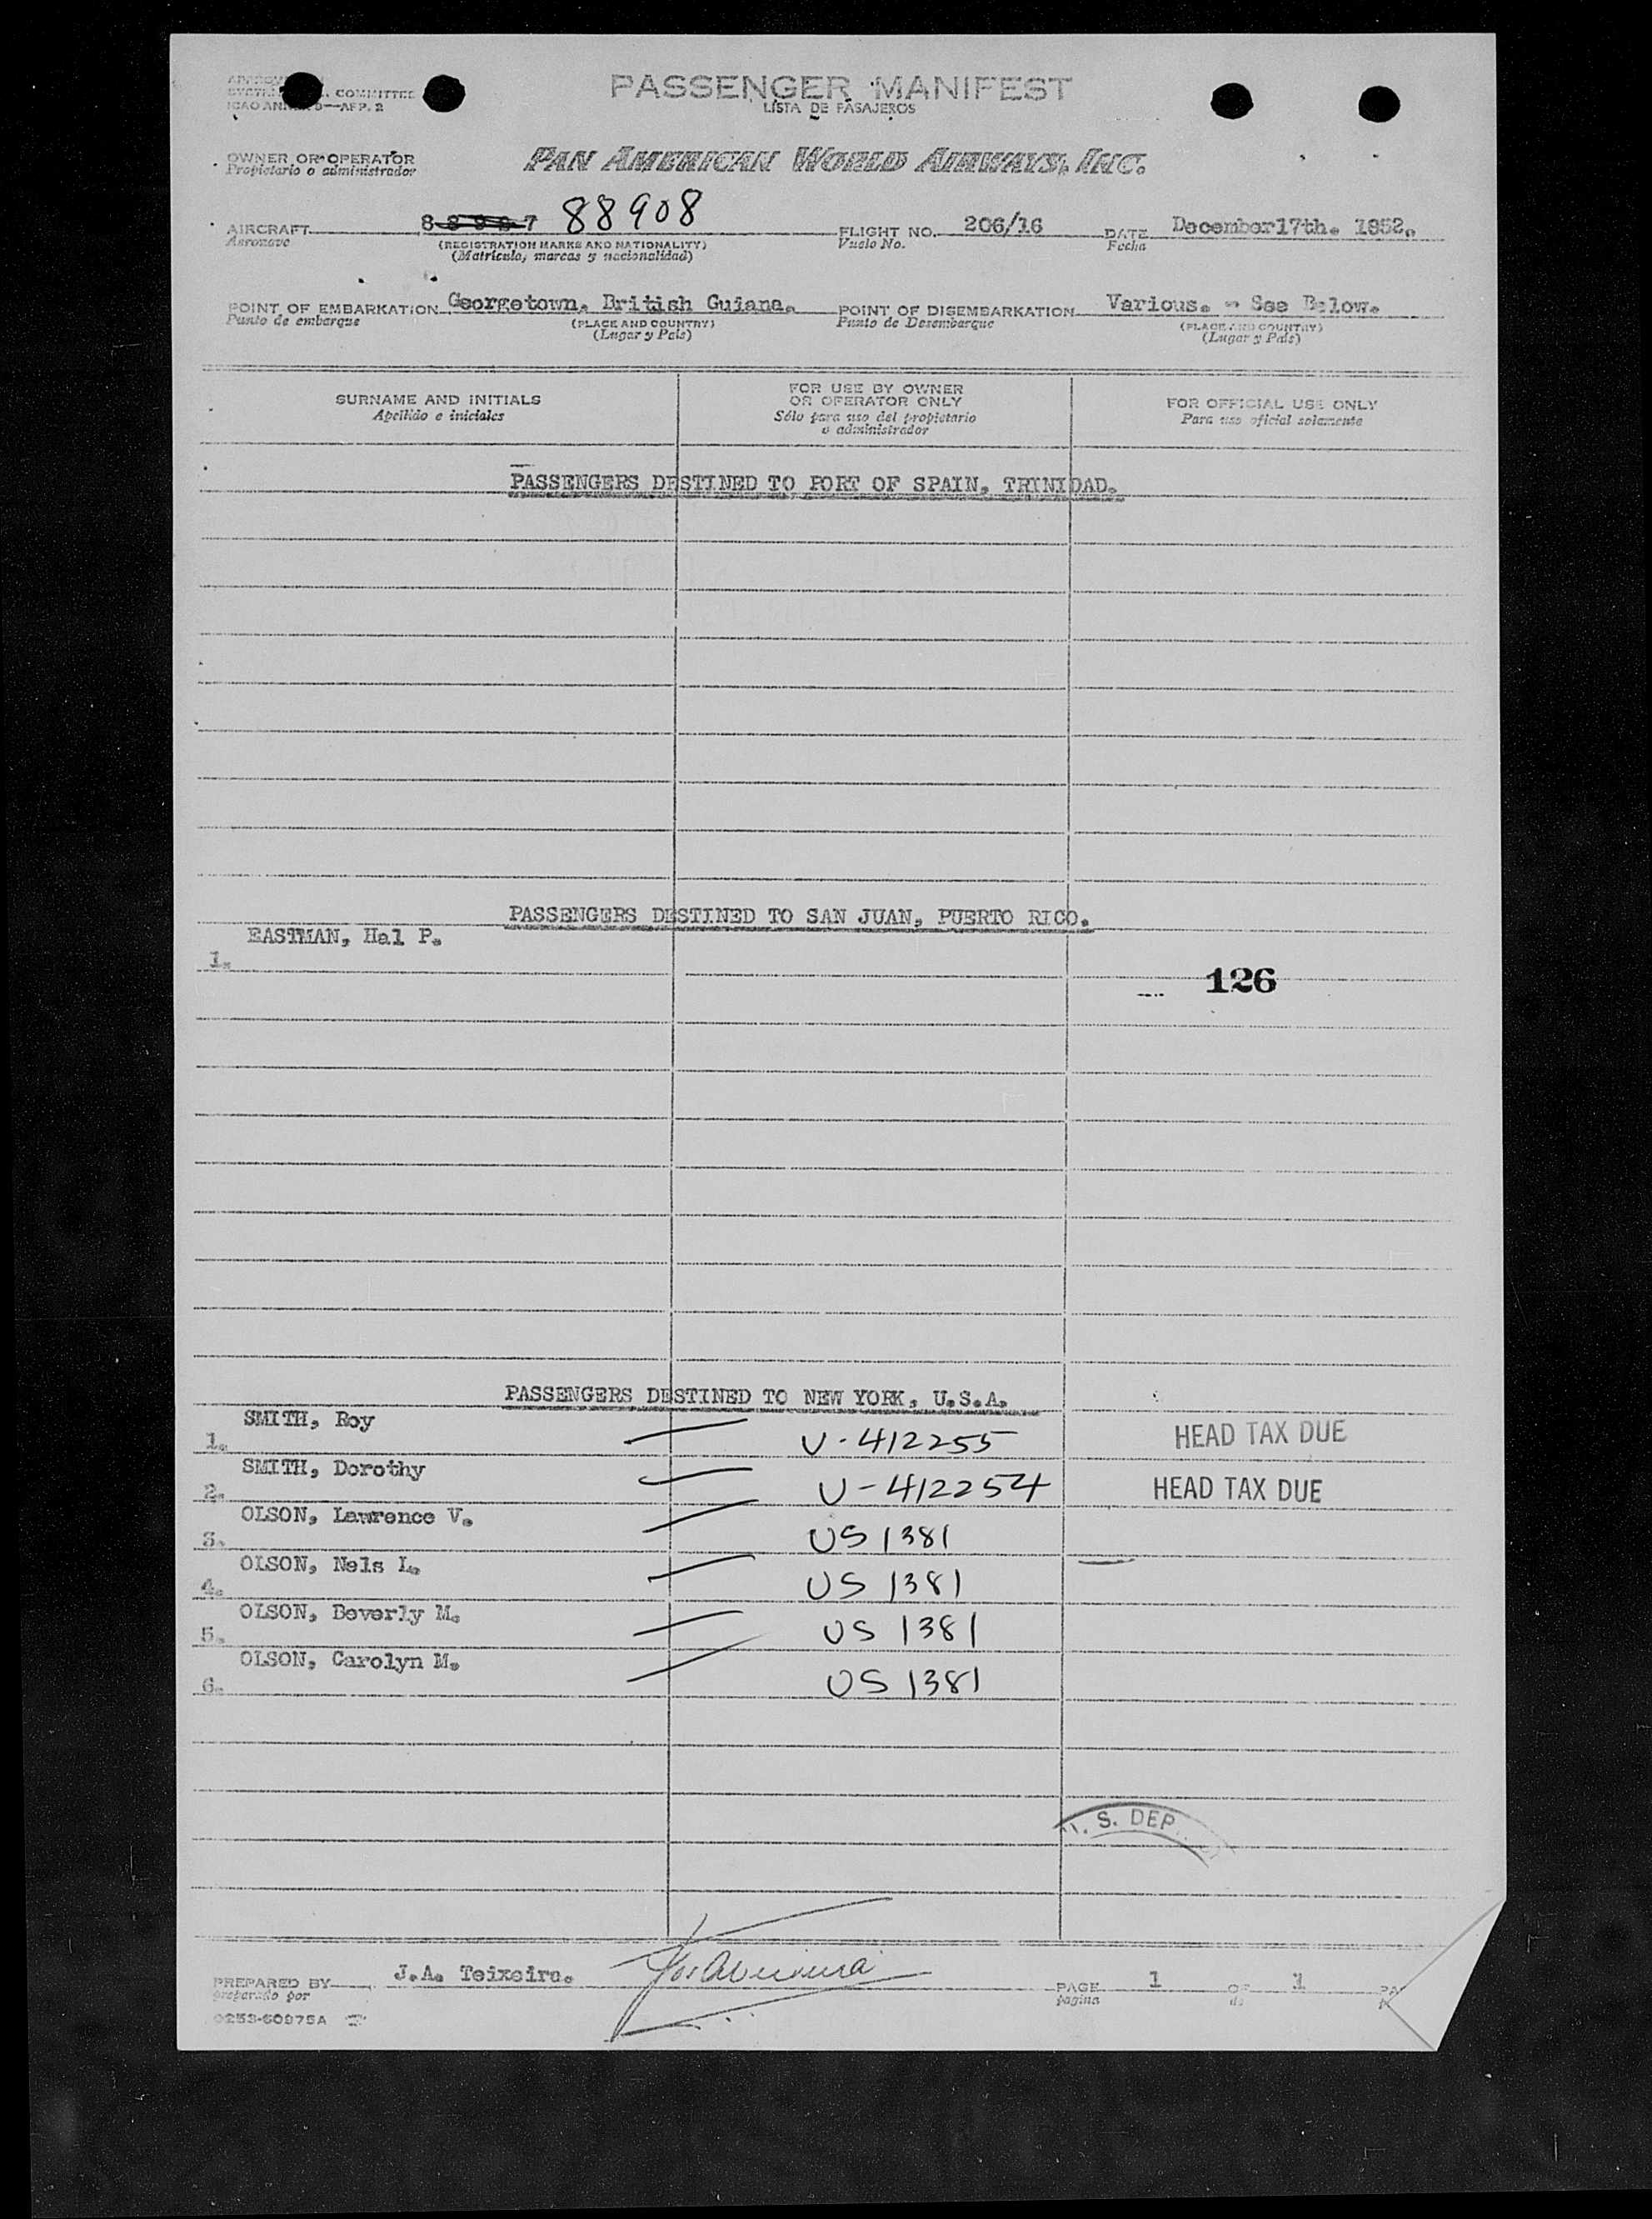 COMMITTEE
PASSENGER MANIFEST
LISTA DE PASAJEROS
OWNER OR OPERATOR
Propietario o administrador
PAN AMERICAN WORLD AIRWAYS, INC.
AIRCRAFT 88908
Aeronave
(REGISTRATION MARKS AND NATIONALITY)
(Matrícula, marcas y nacionalidad)
FLIGHT NO. 206/16
Vuelo No.
DATE December17th. 1952.
Fecha
POINT OF EMBARKATION Georgetown, British Guiana.
Punto de embarque
(PLACE AND COUNTRY)
(Lugar y País)
POINT OF DISEMBARKATION Various. - See Below.
Punto de Desembarque
(PLACE AND COUNTRY)
(Lugar y País)
SURNAME AND INITIALS
Apellido e iniciales
FOR USE BY OWNER
OR OPERATOR ONLY
Sólo para uso del propietario
o administrador
FOR OFFICIAL USE ONLY
Para uso oficial solamente
PASSENGERS DESTINED TO PORT OF SPAIN, TRINIDAD.
PASSENGERS DESTINED TO SAN JUAN, PUERTO RICO.
EASTMAN, Hal P.
1.
126
PASSENGERS DESTINED TO NEW YORK, U.S.A.
SMITH, Roy
1. U-412255 HEAD TAX DUE
SMITH, Dorothy
2. U-412254 HEAD TAX DUE
OLSON, Lawrence V.
3. US 1381
OLSON, Nels L.
4. US 1381
OLSON, Beverly M.
5. US 1381
OLSON, Carolyn M.
6. US 1381
S. DEP
PREPARED BY J.A. Teixeira.
preparado por
PAGE 1 OF 1
página de
0253-60975A